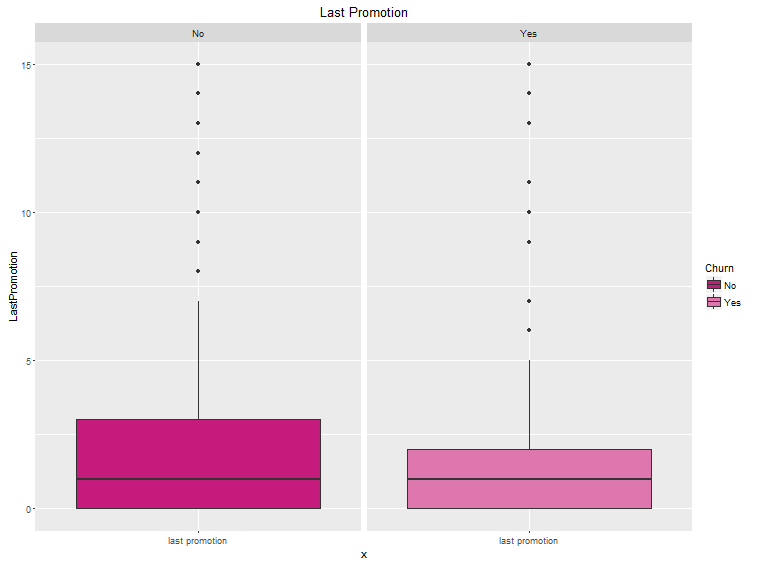 Last Promotion
No
Yes
15
10
5
0
LastPromotion
last promotion
last promotion
x
Churn
No
Yes